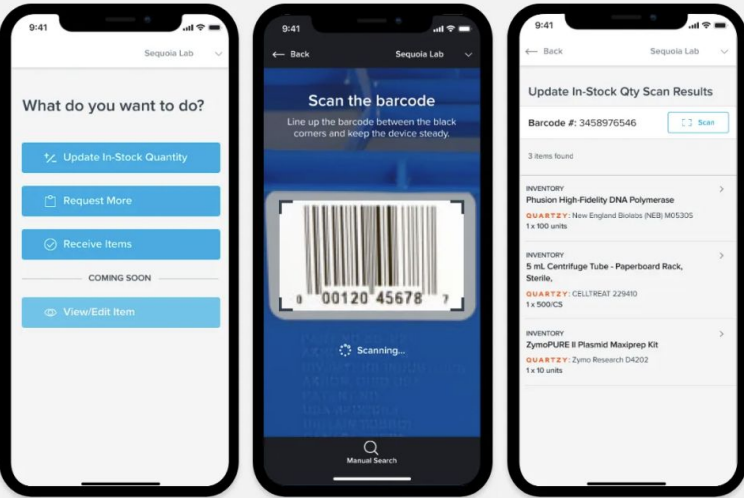 9:41
Sequoia Lab
What do you want to do?
Update In-Stock Quantity
Request More
Receive Items
COMING SOON
View/Edit Item
9:41
Back
Sequoia Lab
Scan the barcode
Line up the barcode between the black
corners and keep the device steady.
0 00120 45678 7
Scanning...
Manual Search
9:41
Back
Sequoia Lab
Update In-Stock Qty Scan Results
Barcode #: 3458976546
Scan
3 items found
INVENTORY
Phusion High-Fidelity DNA Polymerase
QUARTZY: New England Biolabs (NEB) M0530S
1 x 100 units
INVENTORY
5 mL Centrifuge Tube - Paperboard Rack,
Sterile,
QUARTZY: CELLTREAT 229410
1 x 500/CS
INVENTORY
ZymoPURE II Plasmid Maxiprep Kit
QUARTZY: Zymo Research D4202
1 x 10 units